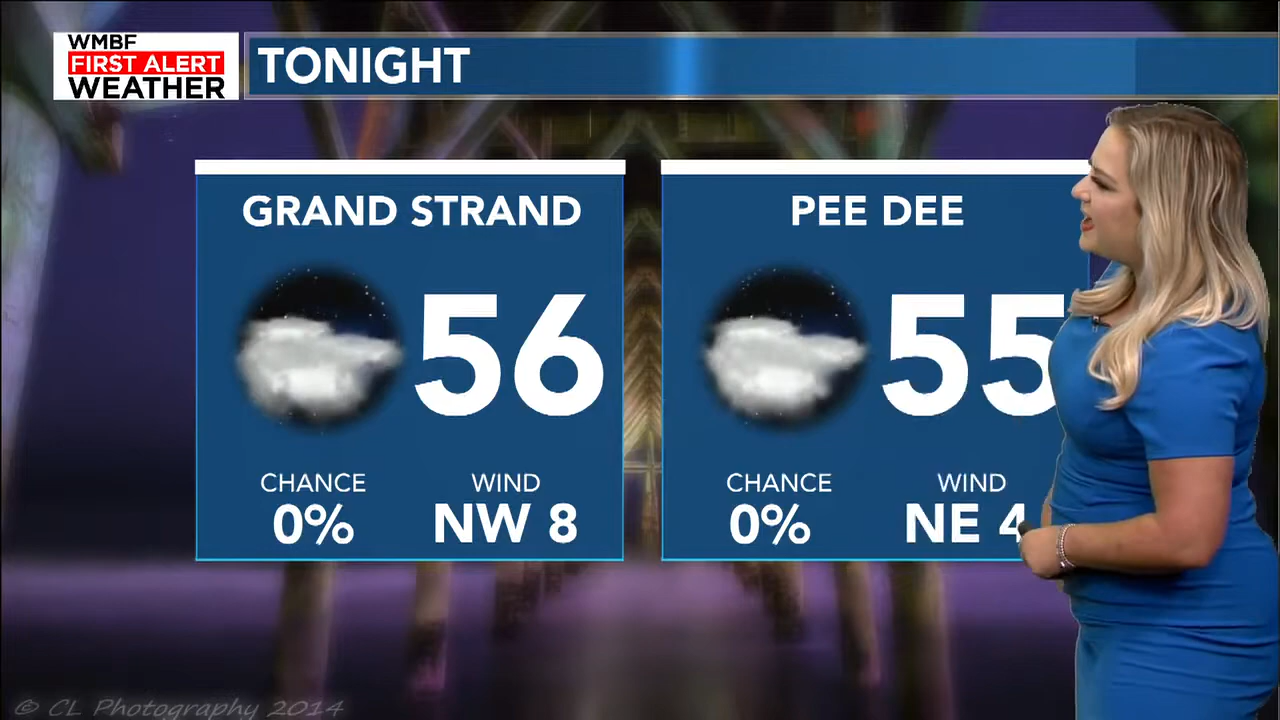 WMBF
FIRST ALERT
WEATHER
TONIGHT
GRAND STRAND
56
CHANCE
0%
WIND
NW 8
PEE DEE
55
CHANCE
0%
WIND
NE 4
© CL Photography 2014